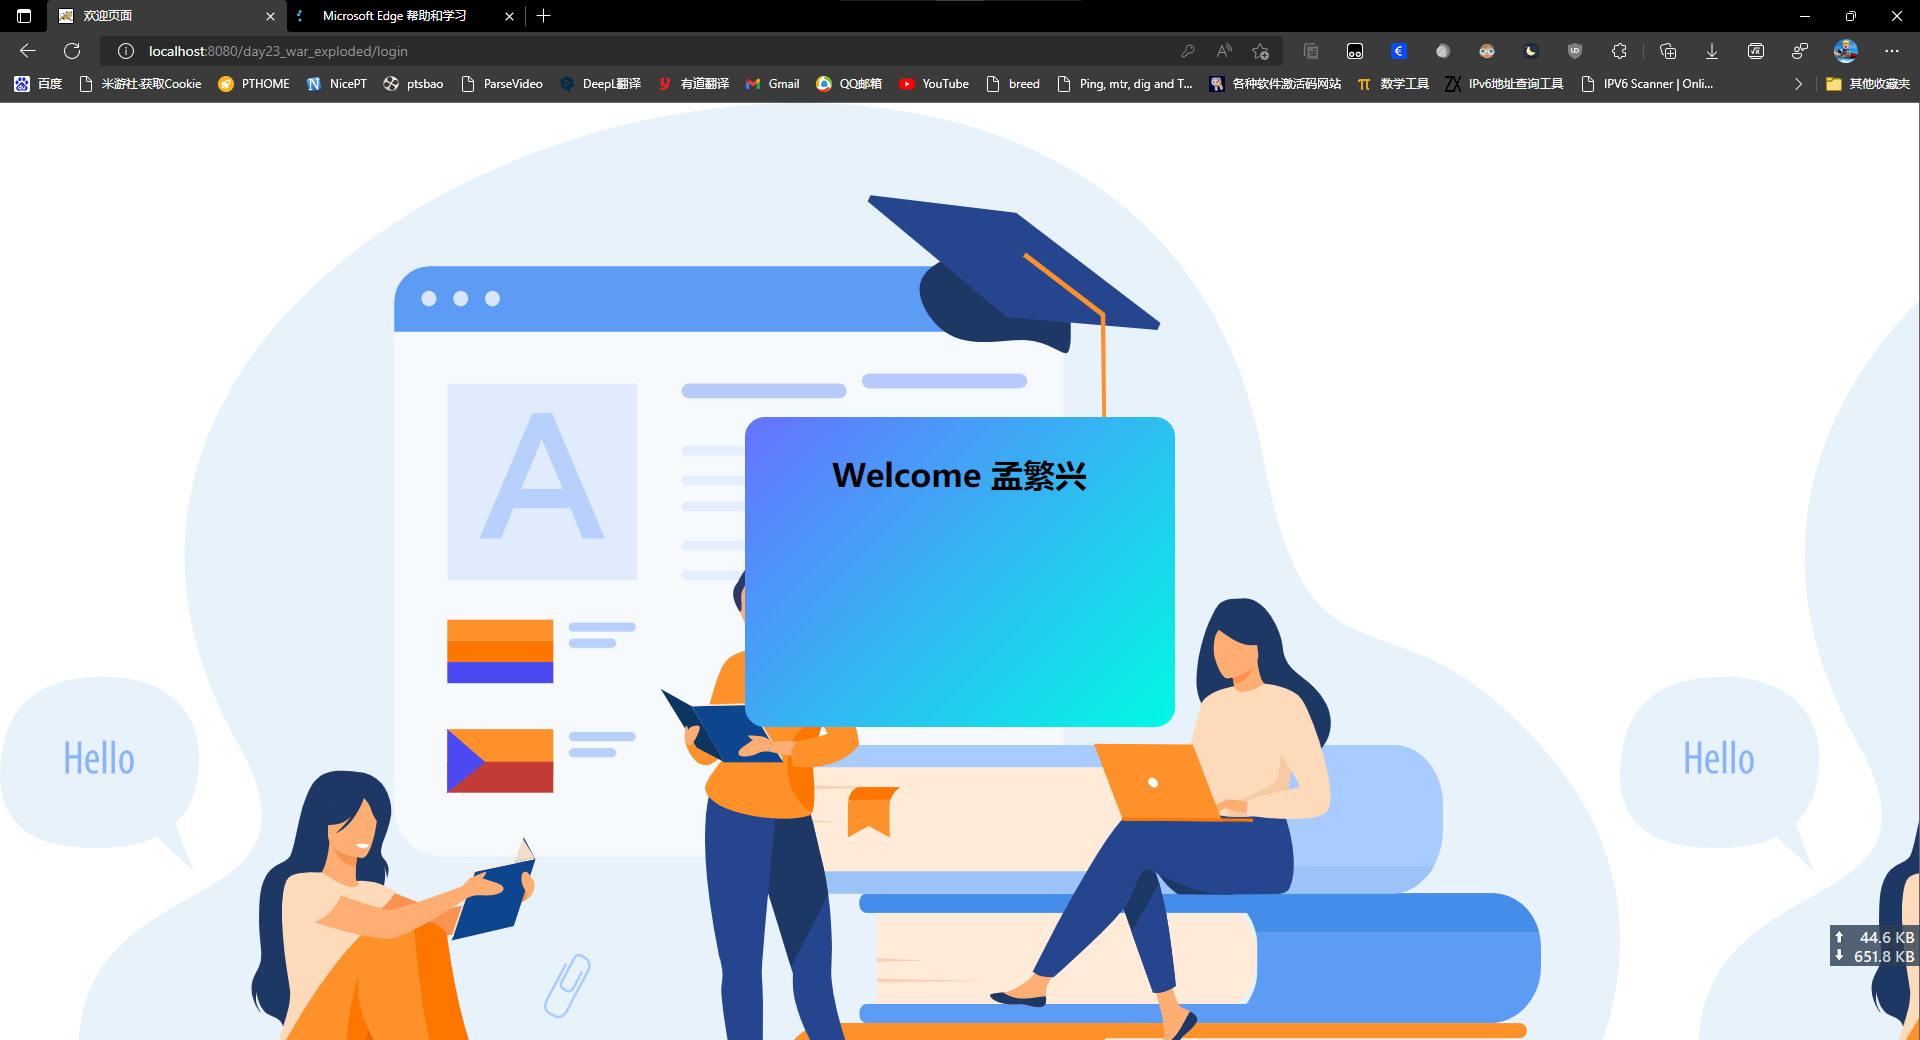 欢迎页面
Microsoft Edge 帮助和学习
localhost:8080/day23_war_exploded/login
百度 米游社·获取Cookie PTHOME NicePT ptsbao ParseVideo DeepL翻译 有道翻译 Gmail QQ邮箱 YouTube breed Ping, mtr, dig and T... 各种软件激活码网站 数学工具 IPv6地址查询工具 IPV6 Scanner | Onli... 其他收藏夹
A
Welcome 孟繁兴
Hello
Hello
44.6 KB
651.8 KB